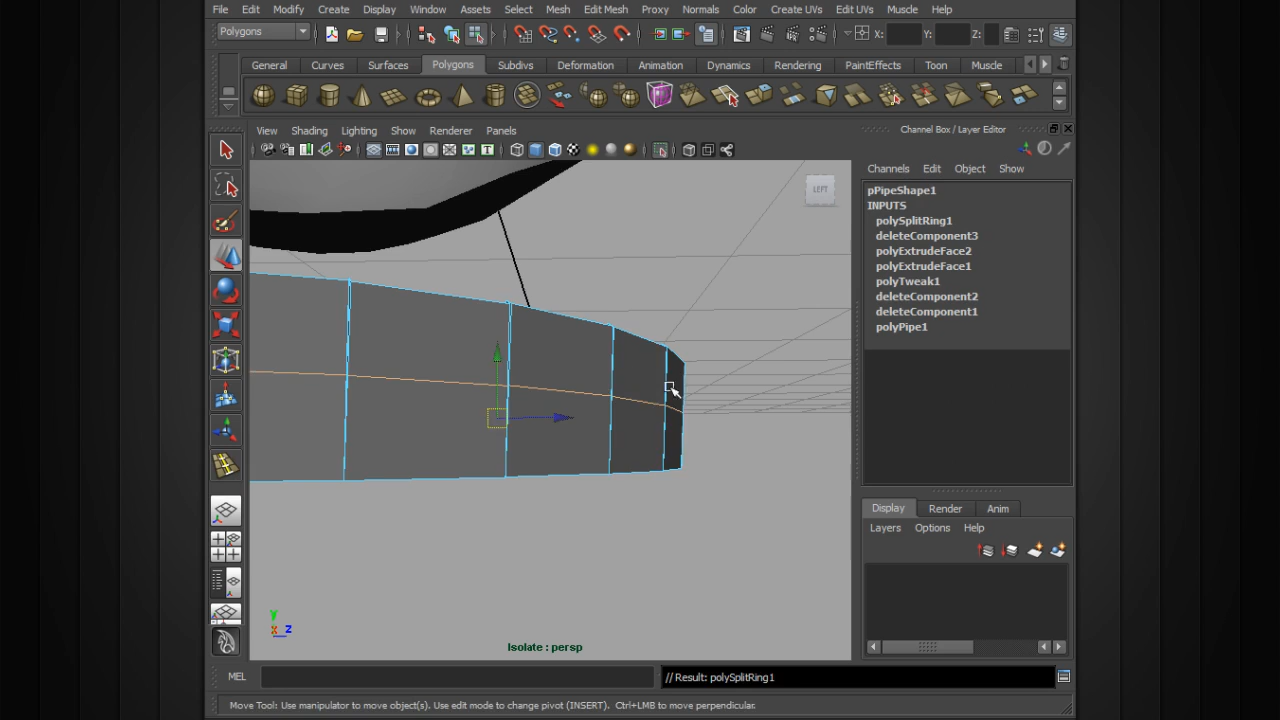 File Edit Modify Create Display Window Assets Select Mesh Edit Mesh Proxy Normals Color Create UVs Edit UVs Muscle Help
Polygons X: Y: Z:
General Curves Surfaces Polygons Subdivs Deformation Animation Rendering Dynamics Rendering PaintEffects Toon Muscle
View Shading Lighting Show Renderer Panels
Channel Box / Layer Editor
Channels Edit Object Show
LEFT
pPipeShape1
INPUTS
polySplitRing1
deleteComponent3
polyExtrudeFace2
polyExtrudeFace1
polyTweak1
deleteComponent2
deleteComponent1
polyPipe1
Display Render Anim
Layers Options Help
y
x z
Isolate : persp
MEL // Result: polySplitRing1
Move Tool: Use manipulator to move object(s). Use edit mode to change pivot (INSERT). Ctrl+LMB to move perpendicular.